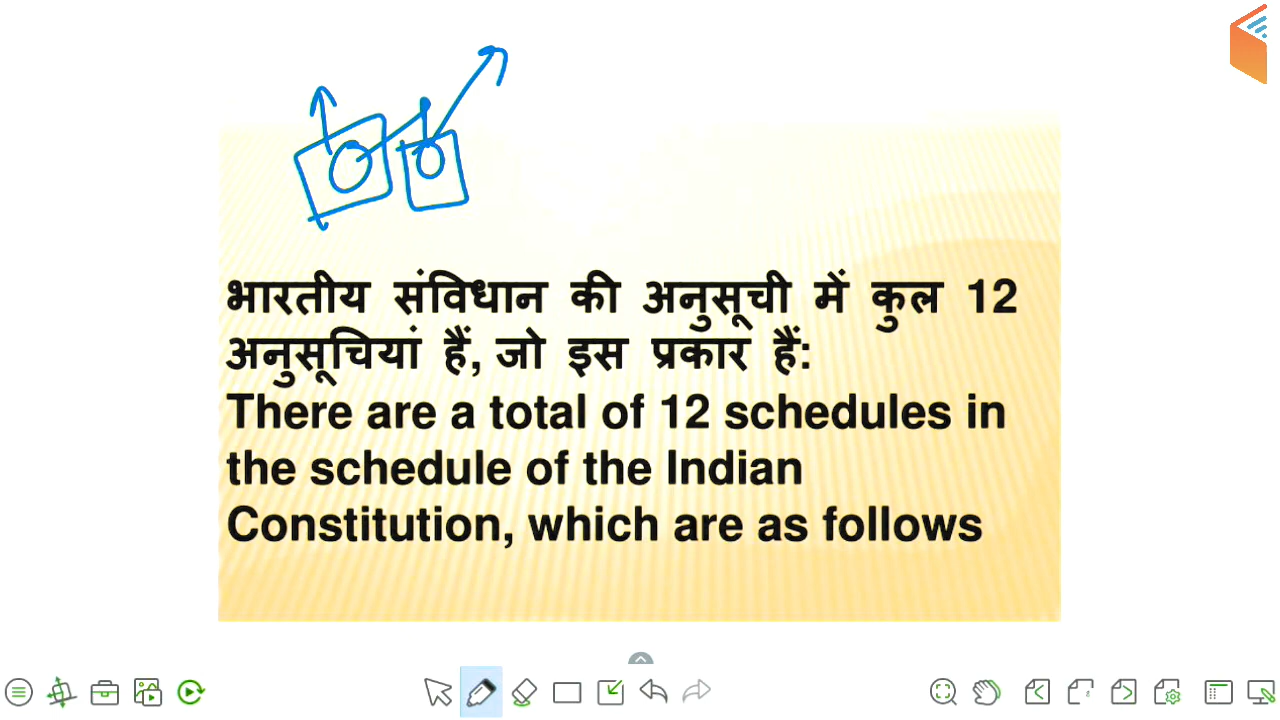 भारतीय संविधान की अनुसूची में कुल 12
अनुसूचियां हैं, जो इस प्रकार हैं:
There are a total of 12 schedules in
the schedule of the Indian
Constitution, which are as follows